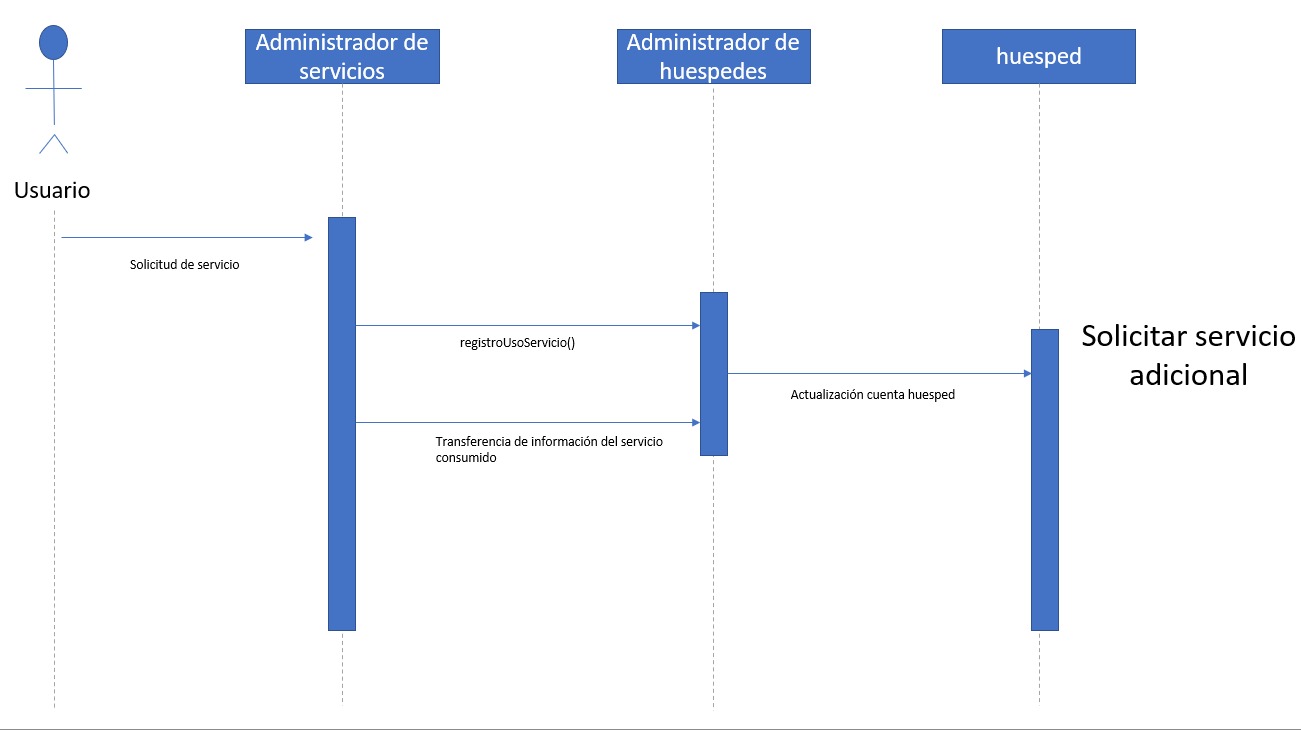 Administrador de
servicios
Administrador de
huespedes
huesped
Usuario
Solicitud de servicio
registroUsoServicio()
Solicitar servicio
adicional
Actualización cuenta huesped
Transferencia de información del servicio
consumido